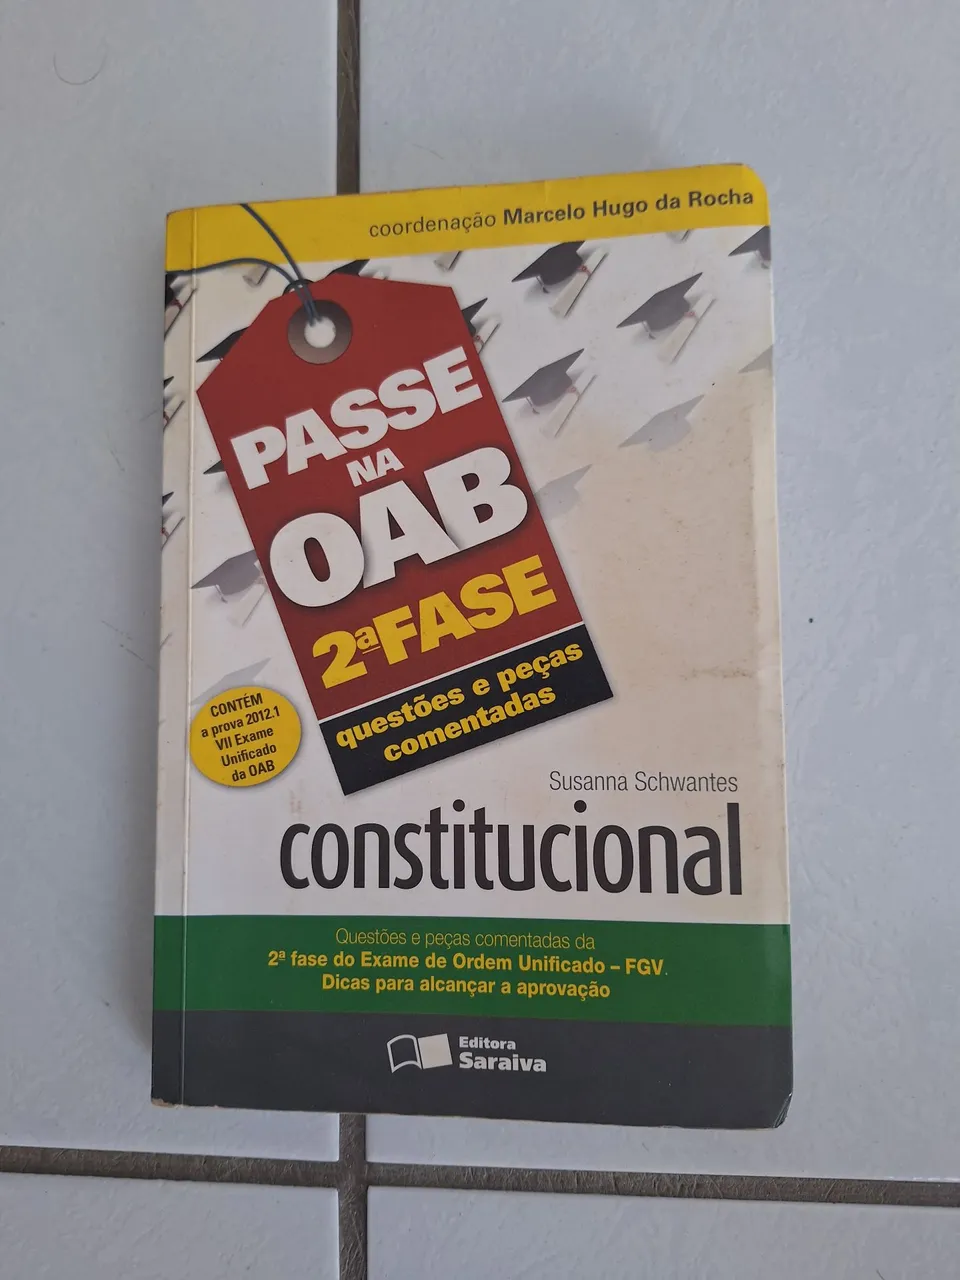 coordenação Marcelo Hugo da Rocha
PASSE
NA
OAB
2ª FASE
questões e peças
comentadas
CONTÉM
a prova 2012.1
VII Exame
Unificado
da OAB
Susanna Schwantes
constitucional
Questões e peças comentadas da
2ª fase do Exame de Ordem Unificado – FGV.
Dicas para alcançar a aprovação
Editora
Saraiva